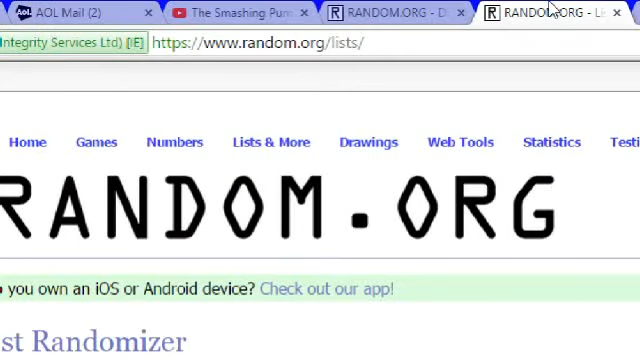 AOL Mail (2) × The Smashing Pum × RANDOM.ORG - D × RANDOM.ORG - Li ×
Integrity Services Ltd) [IE] https://www.random.org/lists/
Home Games Numbers Lists & More Drawings Web Tools Statistics Testi
RANDOM.ORG
you own an iOS or Android device? Check out our app!
st Randomizer